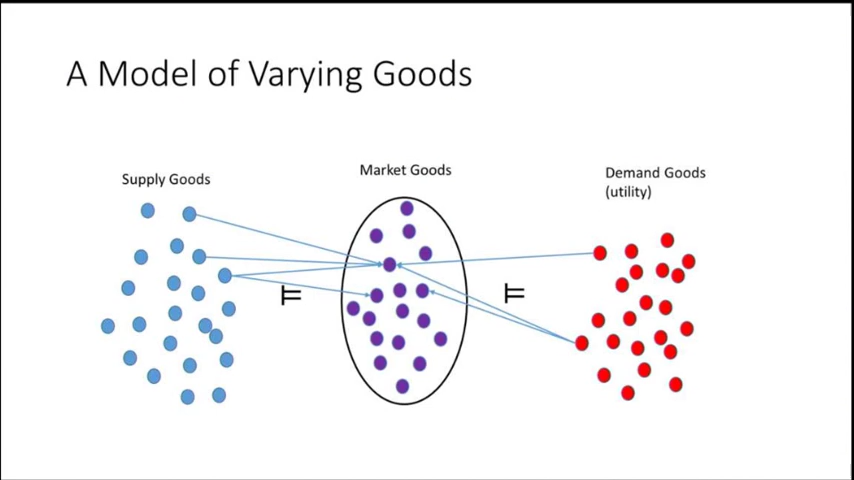 A Model of Varying Goods
Supply Goods
Market Goods
Demand Goods
(utility)
╥
╥